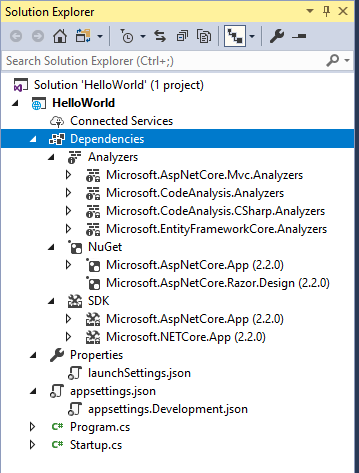 Solution Explorer
Search Solution Explorer (Ctrl+;)
Solution 'HelloWorld' (1 project)
HelloWorld
Connected Services
Dependencies
Analyzers
Microsoft.AspNetCore.Mvc.Analyzers
Microsoft.CodeAnalysis.Analyzers
Microsoft.CodeAnalysis.CSharp.Analyzers
Microsoft.EntityFrameworkCore.Analyzers
NuGet
Microsoft.AspNetCore.App (2.2.0)
Microsoft.AspNetCore.Razor.Design (2.2.0)
SDK
Microsoft.AspNetCore.App (2.2.0)
Microsoft.NETCore.App (2.2.0)
Properties
launchSettings.json
appsettings.json
appsettings.Development.json
C# Program.cs
C# Startup.cs